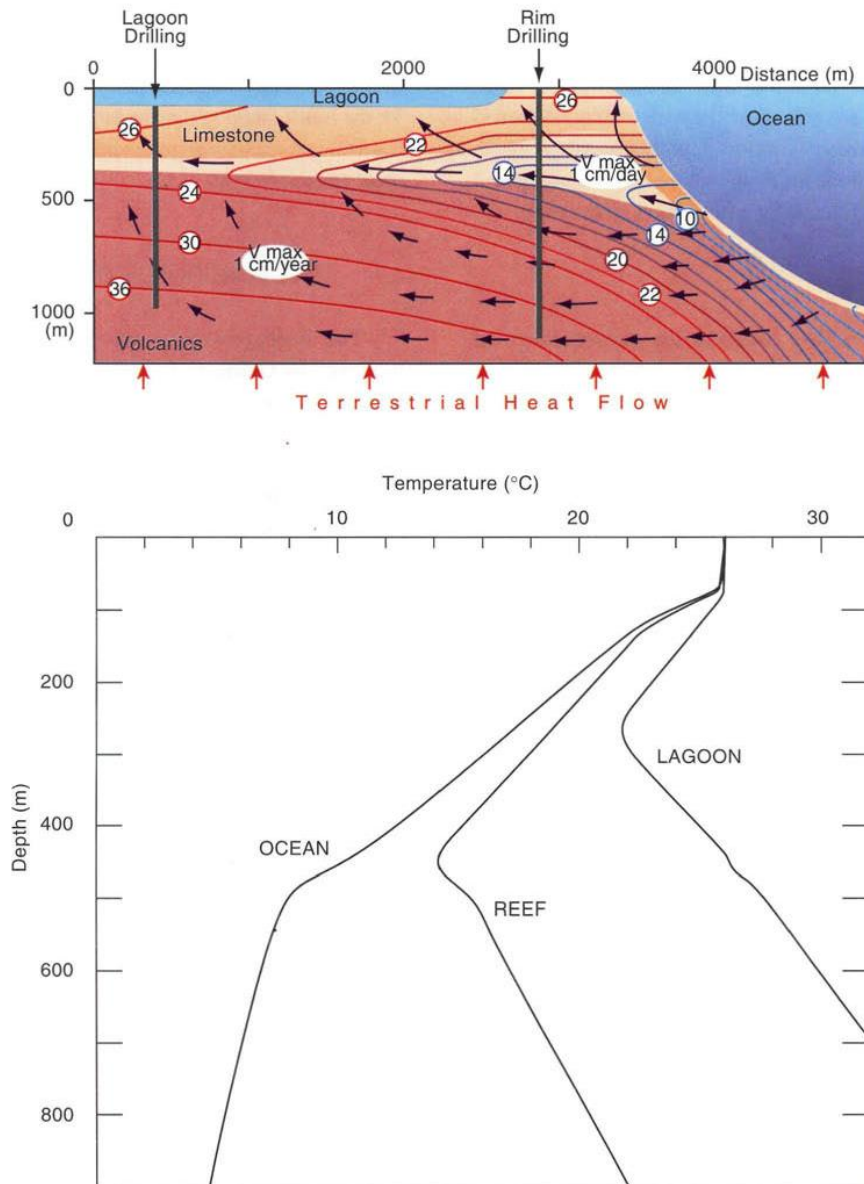 Lagoon
Drilling
Rim
Drilling
0
2000
4000
Distance (m)
0
Lagoon
Ocean
26
26
Limestone
22
V max
1 cm/day
14
500
24
10
14
30
V max
1 cm/year
20
36
22
1000
(m)
Volcanics
Terrestrial Heat Flow
Temperature (°C)
0
10
20
30
200
LAGOON
Depth (m)
400
OCEAN
REEF
600
800